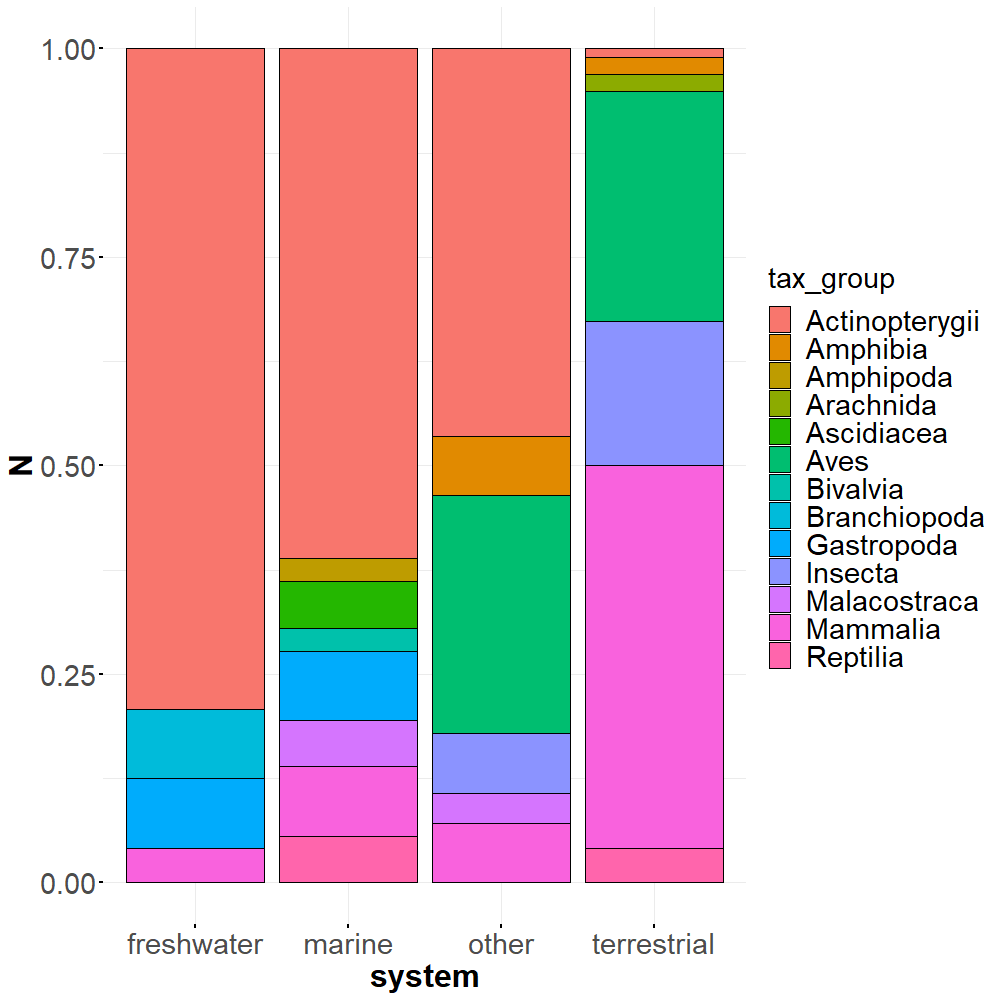 1.00
0.75
0.50
0.25
0.00
N
freshwater
marine
other
terrestrial
system
tax_group
Actinopterygii
Amphibia
Amphipoda
Arachnida
Ascidiacea
Aves
Bivalvia
Branchiopoda
Gastropoda
Insecta
Malacostraca
Mammalia
Reptilia